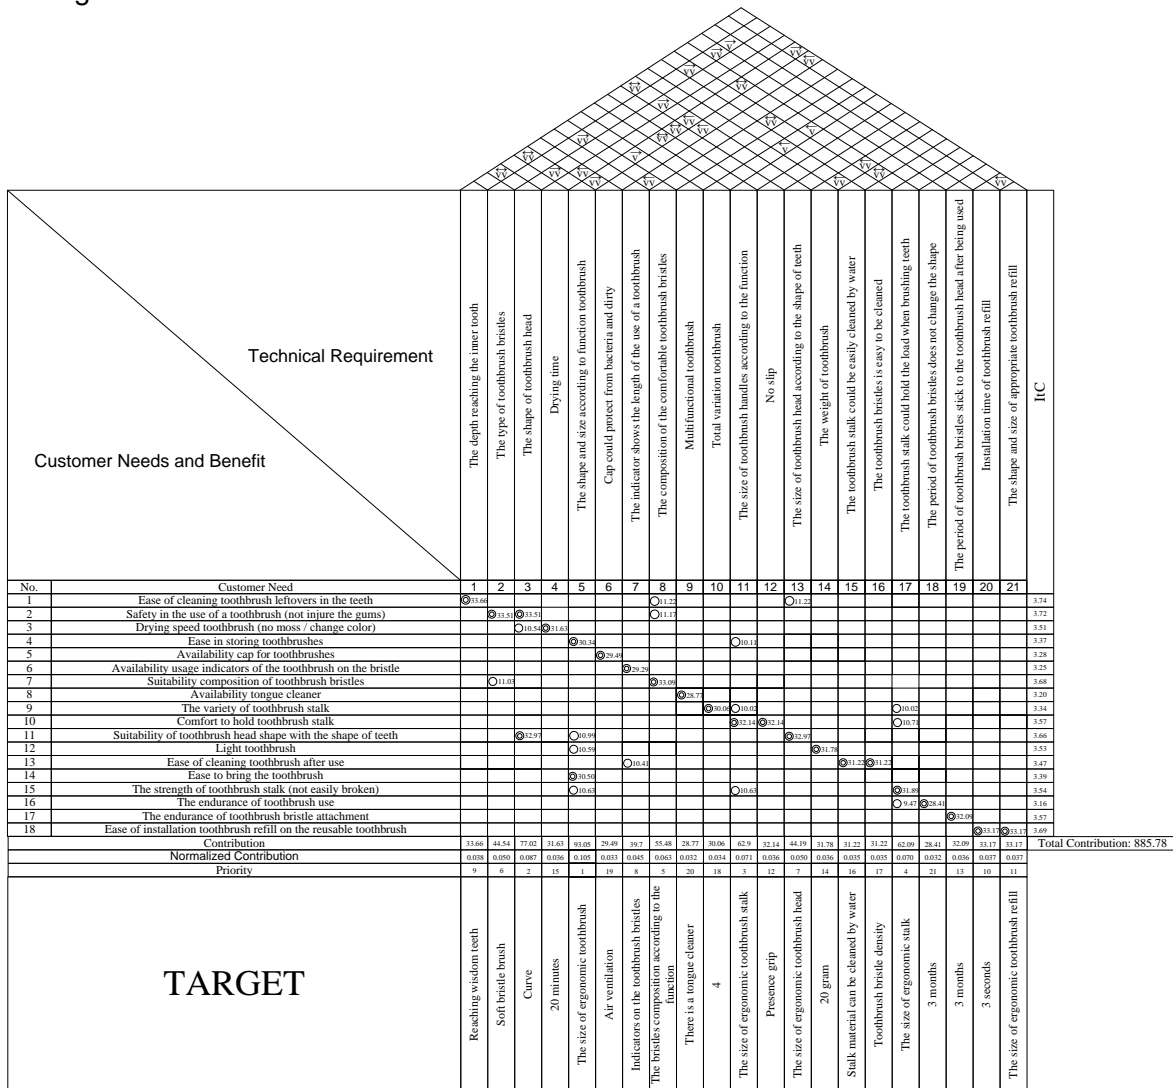 Technical Requirement
Customer Needs and Benefit
The depth reaching the inner tooth
The type of toothbrush bristles
The shape of toothbrush head
Drying time
The shape and size according to function toothbrush
Cap could protect from bacteria and dirty
The indicator shows the length of the use of a toothbrush
The composition of the comfortable toothbrush bristles
Multifunctional toothbrush
Total variation toothbrush
The size of toothbrush handles according to the function
No slip
The size of toothbrush head according to the shape of teeth
The weight of toothbrush
The toothbrush stalk could be easily cleaned by water
The toothbrush bristles is easy to be cleaned
The toothbrush stalk could hold the load when brushing teeth
The period of toothbrush bristles does not change the shape
The period of toothbrush bristles stick to the toothbrush head after being used
Installation time of toothbrush refill
The shape and size of appropriate toothbrush refill
ItC
No. Customer Need 1 2 3 4 5 6 7 8 9 10 11 12 13 14 15 16 17 18 19 20 21
1 Ease of cleaning toothbrush leftovers in the teeth 33.66 11.22 11.22 3.74
2 Safety in the use of a toothbrush (not injure the gums) 33.51 33.51 11.17 3.72
3 Drying speed toothbrush (no moss / change color) 10.54 31.63 3.51
4 Ease in storing toothbrushes 30.34 10.11 3.37
5 Availability cap for toothbrushes 29.49 3.28
6 Availability usage indicators of the toothbrush on the bristle 29.29 3.25
7 Suitability composition of toothbrush bristles 11.03 33.09 3.68
8 Availability tongue cleaner 28.77 3.20
9 The variety of toothbrush stalk 30.06 10.02 10.02 3.34
10 Comfort to hold toothbrush stalk 32.14 32.14 10.71 3.57
11 Suitability of toothbrush head shape with the shape of teeth 32.97 10.99 32.97 3.66
12 Light toothbrush 10.59 31.78 3.53
13 Ease of cleaning toothbrush after use 10.41 31.22 31.22 3.47
14 Ease to bring the toothbrush 30.50 3.39
15 The strength of toothbrush stalk (not easily broken) 10.63 10.63 31.89 3.54
16 The endurance of toothbrush use 9.47 28.41 3.16
17 The endurance of toothbrush bristle attachment 32.09 3.57
18 Ease of installation toothbrush refill on the reusable toothbrush 33.17 33.17 3.69
Contribution 33.66 44.54 77.02 31.63 93.05 29.49 39.7 55.48 28.77 30.06 62.9 32.14 44.19 31.78 31.22 31.22 62.09 28.41 32.09 33.17 33.17 Total Contribution: 885.78
Normalized Contribution 0.038 0.050 0.087 0.036 0.105 0.033 0.045 0.063 0.032 0.034 0.071 0.036 0.050 0.036 0.035 0.035 0.070 0.032 0.036 0.037 0.037
Priority 9 6 2 15 1 19 8 5 20 18 3 12 7 14 16 17 4 21 13 10 11
TARGET
Reaching wisdom teeth
Soft bristle brush
Curve
20 minutes
The size of ergonomic toothbrush
Air ventilation
Indicators on the toothbrush bristles
The bristles composition according to the
function
There is a tongue cleaner
4
The size of ergonomic toothbrush stalk
Presence grip
The size of ergonomic toothbrush head
20 gram
Stalk material can be cleaned by water
Toothbrush bristle density
The size of ergonomic stalk
3 months
3 months
3 seconds
The size of ergonomic toothbrush refill